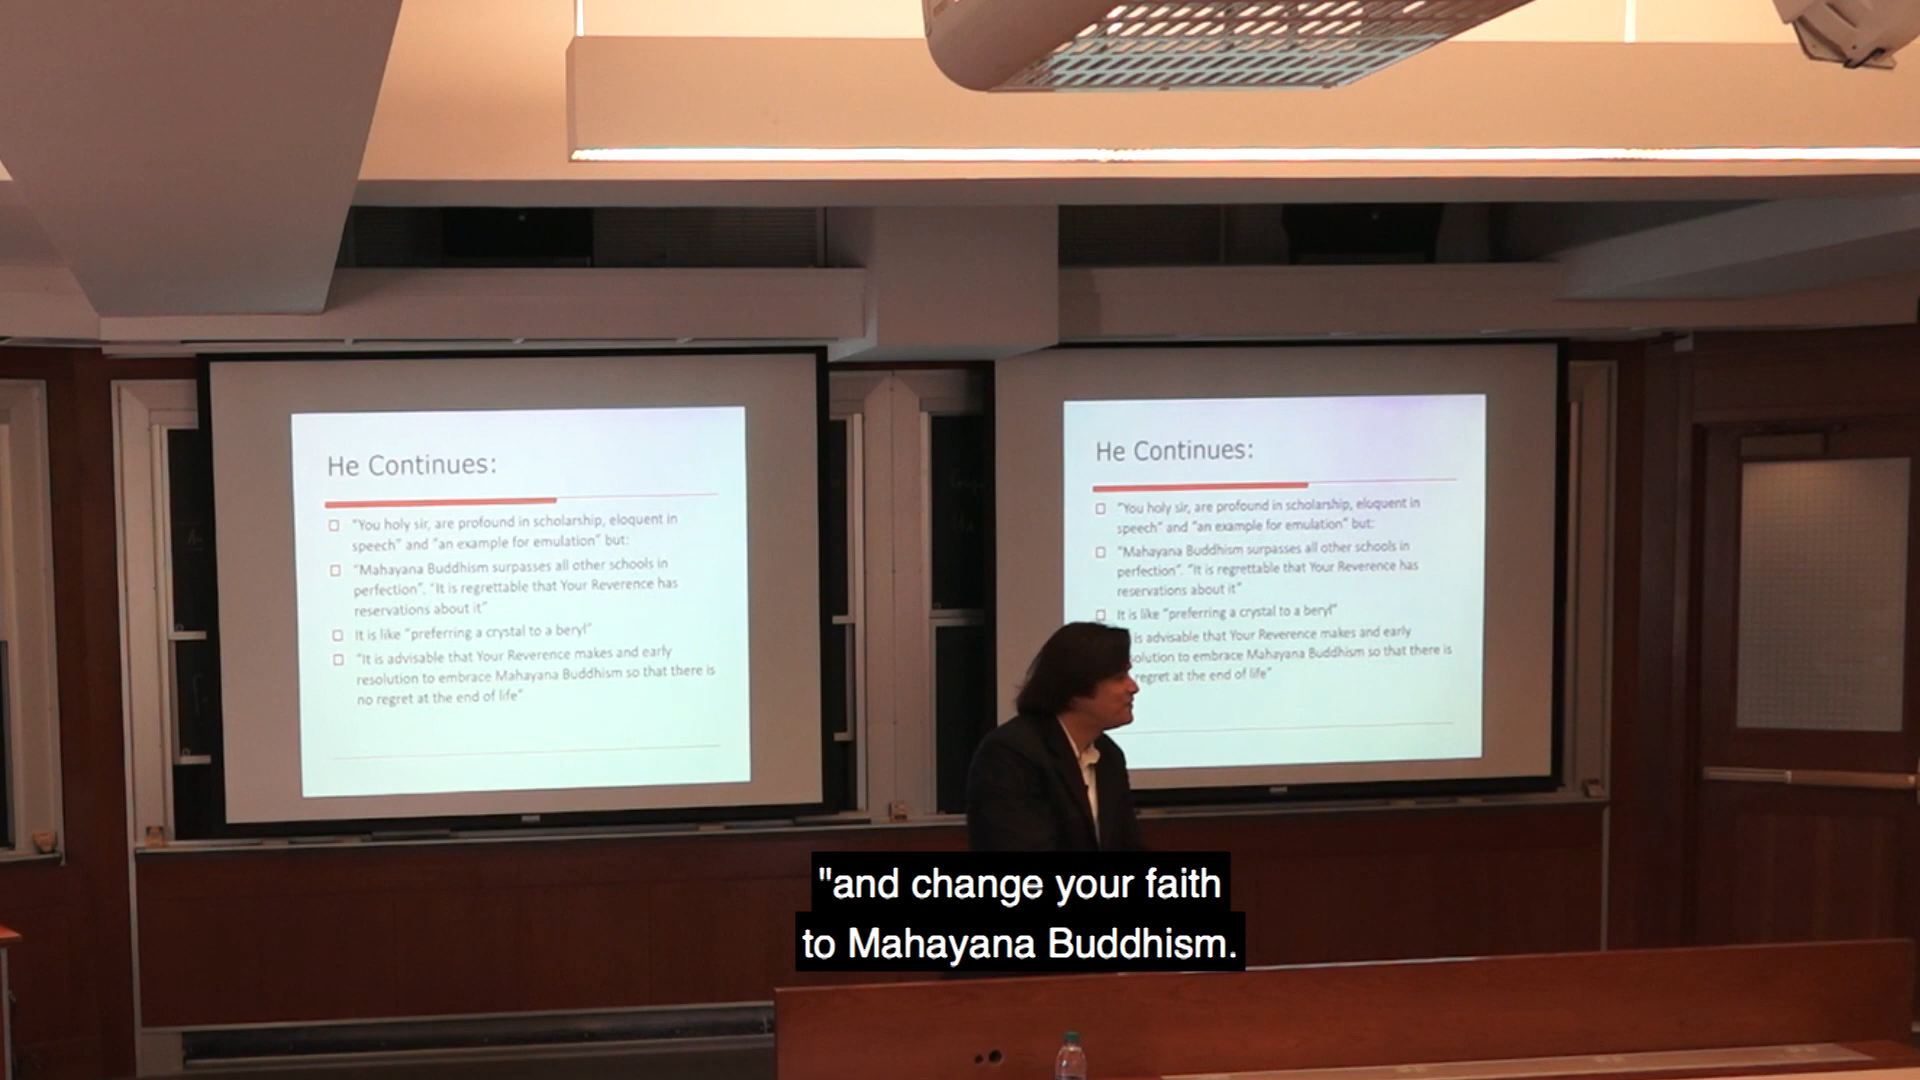 He Continues:
"You holy sir, are profound in scholarship, eloquent in
speech" and "an example for emulation" but:
"Mahayana Buddhism surpasses all other schools in
perfection". "It is regrettable that Your Reverence has
reservations about it"
It is like "preferring a crystal to a beryl"
"It is advisable that Your Reverence makes and early
resolution to embrace Mahayana Buddhism so that there is
no regret at the end of life"
He Continues:
"You holy sir, are profound in scholarship, eloquent in
speech" and "an example for emulation" but:
"Mahayana Buddhism surpasses all other schools in
perfection". "It is regrettable that Your Reverence has
reservations about it"
It is like "preferring a crystal to a beryl"
is advisable that Your Reverence makes and early
solution to embrace Mahayana Buddhism so that there is
regret at the end of life"
"and change your faith
to Mahayana Buddhism.